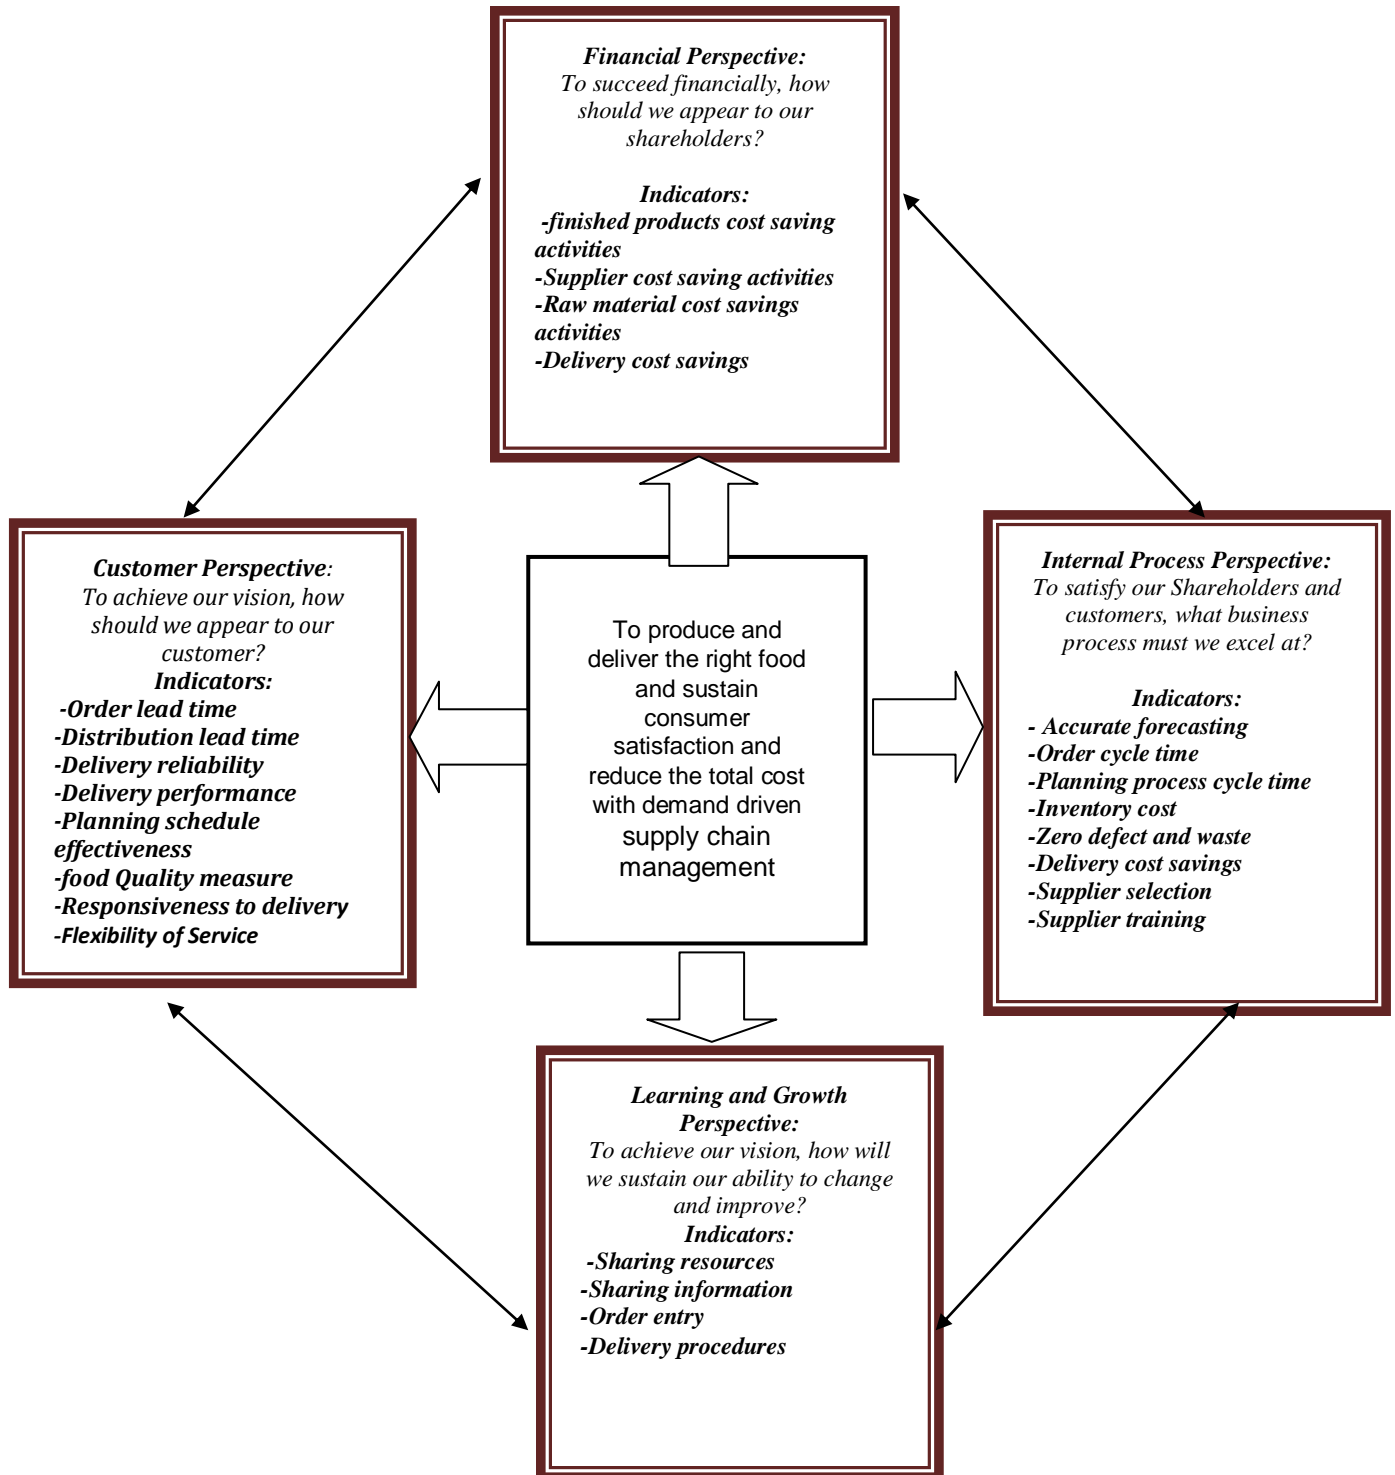 Financial Perspective:
To succeed financially, how
should we appear to our
shareholders?
Indicators:
-finished products cost saving
activities
-Supplier cost saving activities
-Raw material cost savings
activities
-Delivery cost savings
Customer Perspective:
To achieve our vision, how
should we appear to our
customer?
Indicators:
-Order lead time
-Distribution lead time
-Delivery reliability
-Delivery performance
-Planning schedule
effectiveness
-food Quality measure
-Responsiveness to delivery
-Flexibility of Service
To produce and
deliver the right food
and sustain
consumer
satisfaction and
reduce the total cost
with demand driven
supply chain
management
Internal Process Perspective:
To satisfy our Shareholders and
customers, what business
process must we excel at?
Indicators:
- Accurate forecasting
-Order cycle time
-Planning process cycle time
-Inventory cost
-Zero defect and waste
-Delivery cost savings
-Supplier selection
-Supplier training
Learning and Growth
Perspective:
To achieve our vision, how will
we sustain our ability to change
and improve?
Indicators:
-Sharing resources
-Sharing information
-Order entry
-Delivery procedures